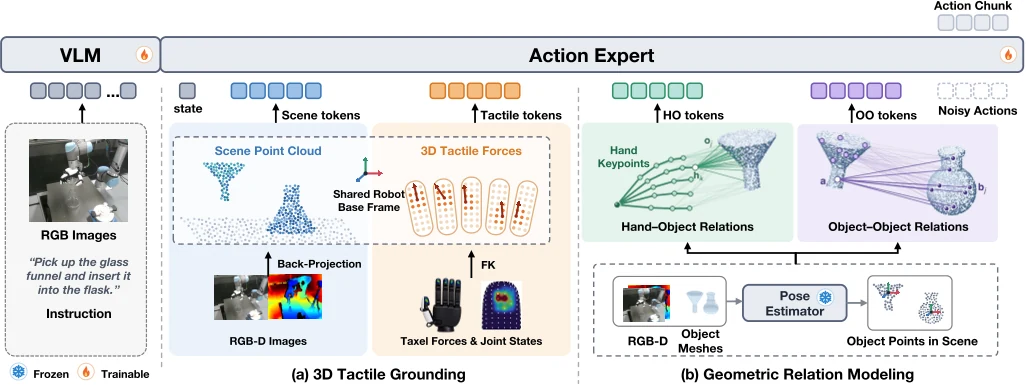 Action Chunk
VLM
Action Expert
...
state
Scene tokens
Tactile tokens
HO tokens
OO tokens
Noisy Actions
Scene Point Cloud
3D Tactile Forces
Shared Robot
Base Frame
Hand
Keypoints
Hand–Object Relations
Object–Object Relations
RGB Images
“Pick up the glass
funnel and insert it
into the flask.”
Instruction
Back-Projection
FK
RGB-D Images
Taxel Forces & Joint States
RGB-D
Object
Meshes
Pose
Estimator
Object Points in Scene
Frozen
Trainable
(a) 3D Tactile Grounding
(b) Geometric Relation Modeling